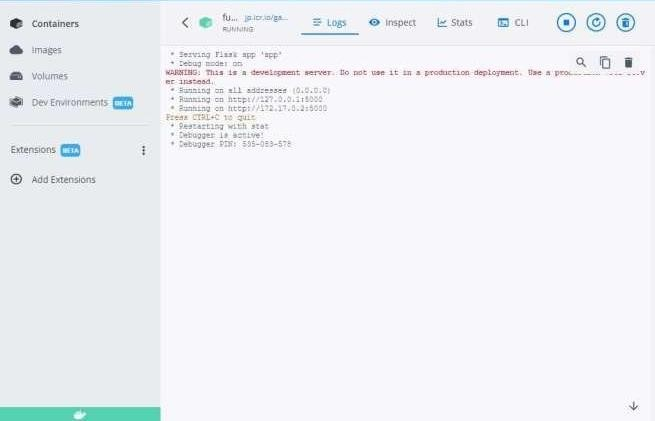 Containers
Images
Volumes
Dev Environments BETA
Extensions BETA
Add Extensions
fu... jp.icr.io/ga...
RUNNING
Logs
Inspect
Stats
CLI
* Serving Flask app 'app'
* Debug mode: on
WARNING: This is a development server. Do not use it in a production deployment. Use a
er instead.
* Running on all addresses (0.0.0.0)
* Running on http://127.0.0.1:5000
* Running on http://172.17.0.2:5000
Press CTRL+C to quit
* Restarting with stat
* Debugger is active!
* Debugger PIN: 535-083-578